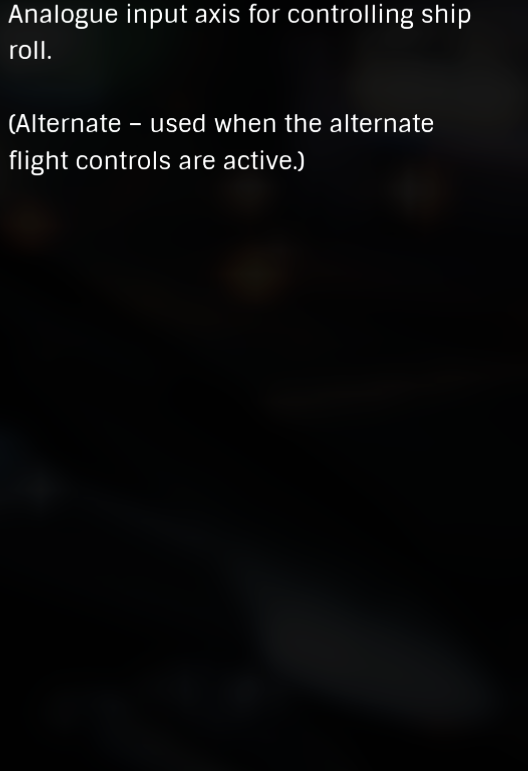 Analogue input axis for controlling ship
roll.
(Alternate – used when the alternate
flight controls are active.)